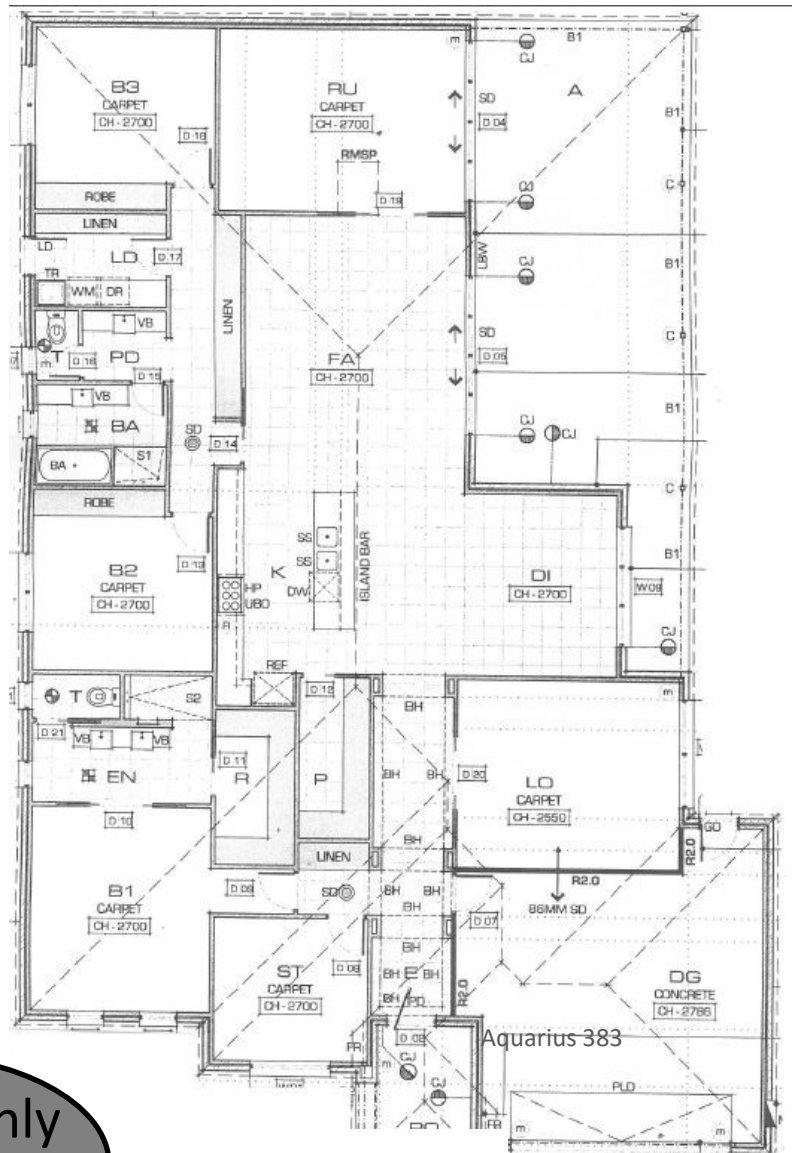 B3
CARPET
CH - 2700
D 18
ROBE
LINEN
LD
LD
D 17
TR
WM
DR
VB
T
D 16
PD
D 15
VB
BA
SD
D 14
BA
S1
ROBE
B2
CARPET
CH - 2700
RU
CARPET
CH - 2700
RMSP
D 19
LINEN
FA
CH - 2700
SD
D 04
SD
D 05
LBW
CJ
CJ
CJ
CJ
CJ
CJ
A
B1
B1
B1
B1
B1
C
C
C
K
HP
UBO
SS
SS
DW
ISLAND BAR
DI
CH - 2700
W09
REF
D 12
T
S2
D 21
VB
VB
EN
D 10
D 11
R
P
LINEN
BH
BH
BH
BH
D 20
LO
CARPET
CH - 2550
GD
R2.0
R2.0
86MM SD
B1
CARPET
CH - 2700
D 09
SD
BH
BH
BH
BH
BH
D 07
ST
CARPET
CH - 2700
E
BH
BH
BH
R2.0
DG
CONCRETE
CH - 2786
Aquarius 383
FR
CJ
CJ
FR
PLD
nly